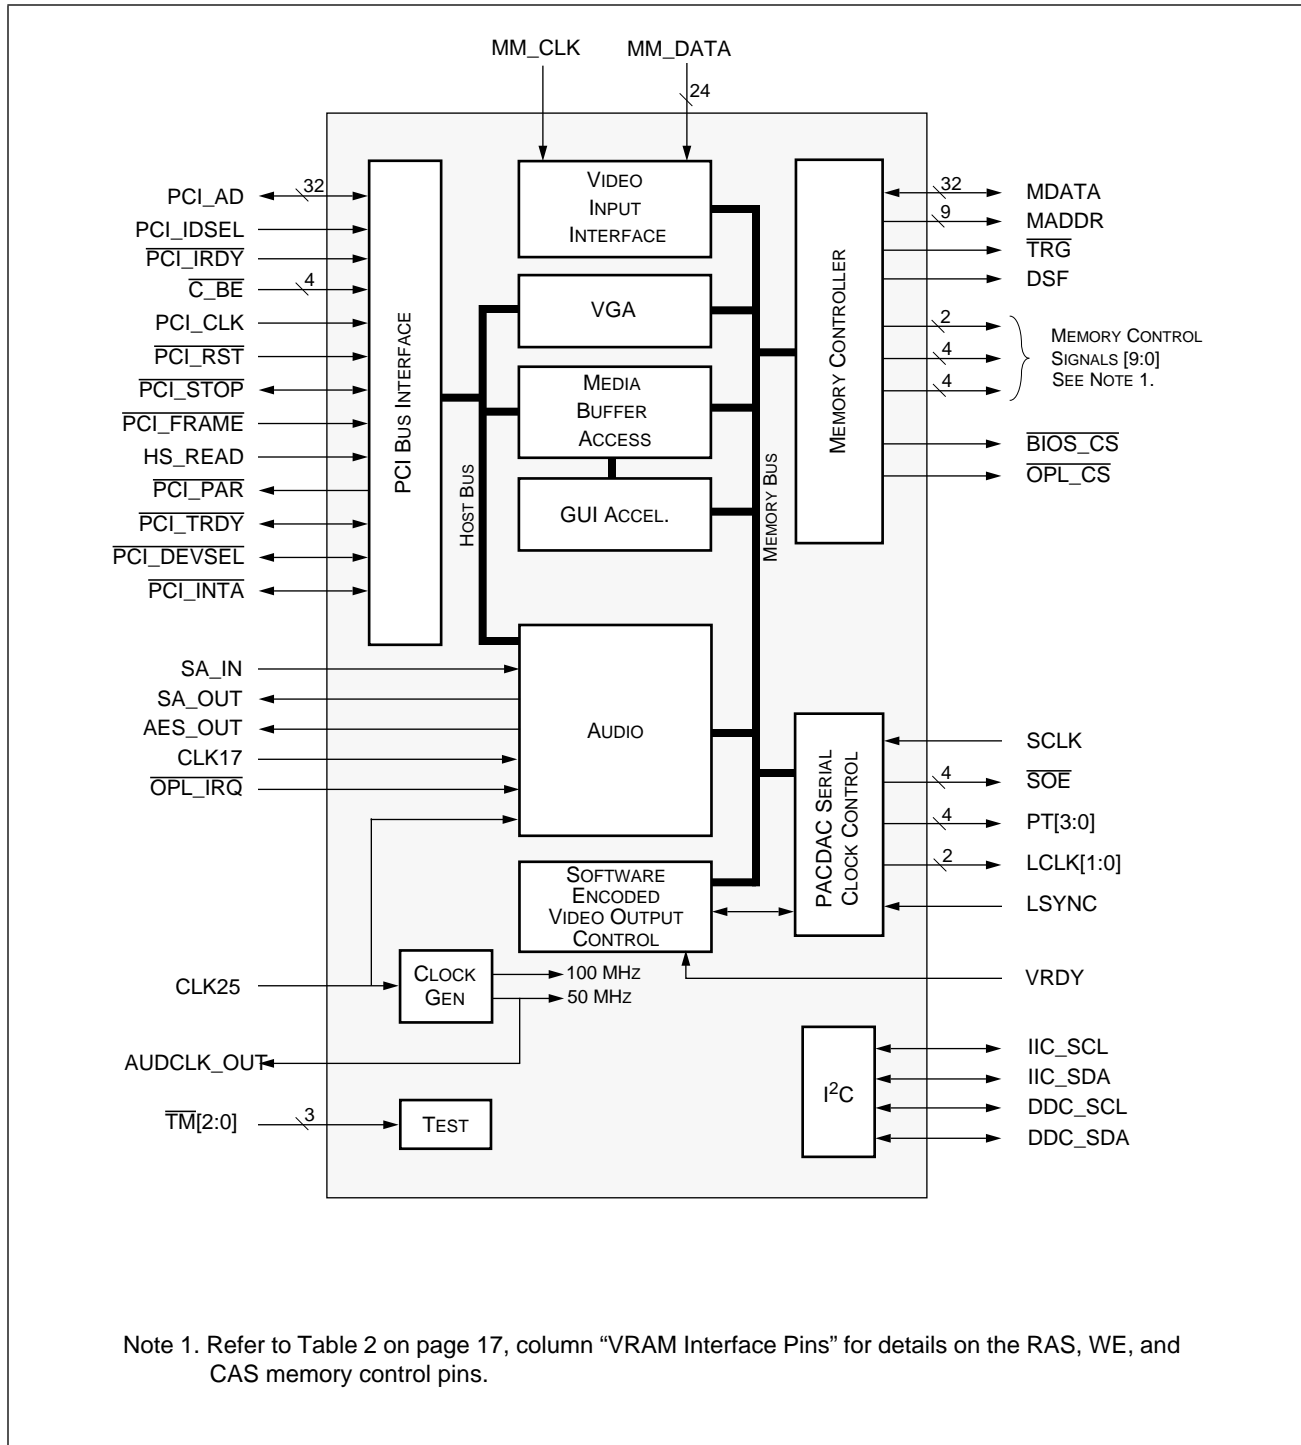 MM_CLK
MM_DATA
24
PCI_AD
32
PCI_IDSEL
PCI_IRDY
C_BE
4
PCI_CLK
PCI_RST
PCI_STOP
PCI_FRAME
HS_READ
PCI_PAR
PCI_TRDY
PCI_DEVSEL
PCI_INTA
PCI BUS INTERFACE
HOST BUS
VIDEO
INPUT
INTERFACE
VGA
MEDIA
BUFFER
ACCESS
GUI ACCEL.
MEMORY BUS
MEMORY CONTROLLER
32
MDATA
9
MADDR
TRG
DSF
2
4
4
MEMORY CONTROL
SIGNALS [9:0]
SEE NOTE 1.
BIOS_CS
OPL_CS
SA_IN
SA_OUT
AES_OUT
CLK17
OPL_IRQ
AUDIO
PACDAC SERIAL
CLOCK CONTROL
SCLK
4
SOE
4
PT[3:0]
2
LCLK[1:0]
LSYNC
SOFTWARE
ENCODED
VIDEO OUTPUT
CONTROL
VRDY
CLK25
CLOCK
GEN
100 MHZ
50 MHZ
AUDCLK_OUT
TM[2:0]
3
TEST
I²C
IIC_SCL
IIC_SDA
DDC_SCL
DDC_SDA
Note 1. Refer to Table 2 on page 17, column “VRAM Interface Pins” for details on the RAS, WE, and
CAS memory control pins.